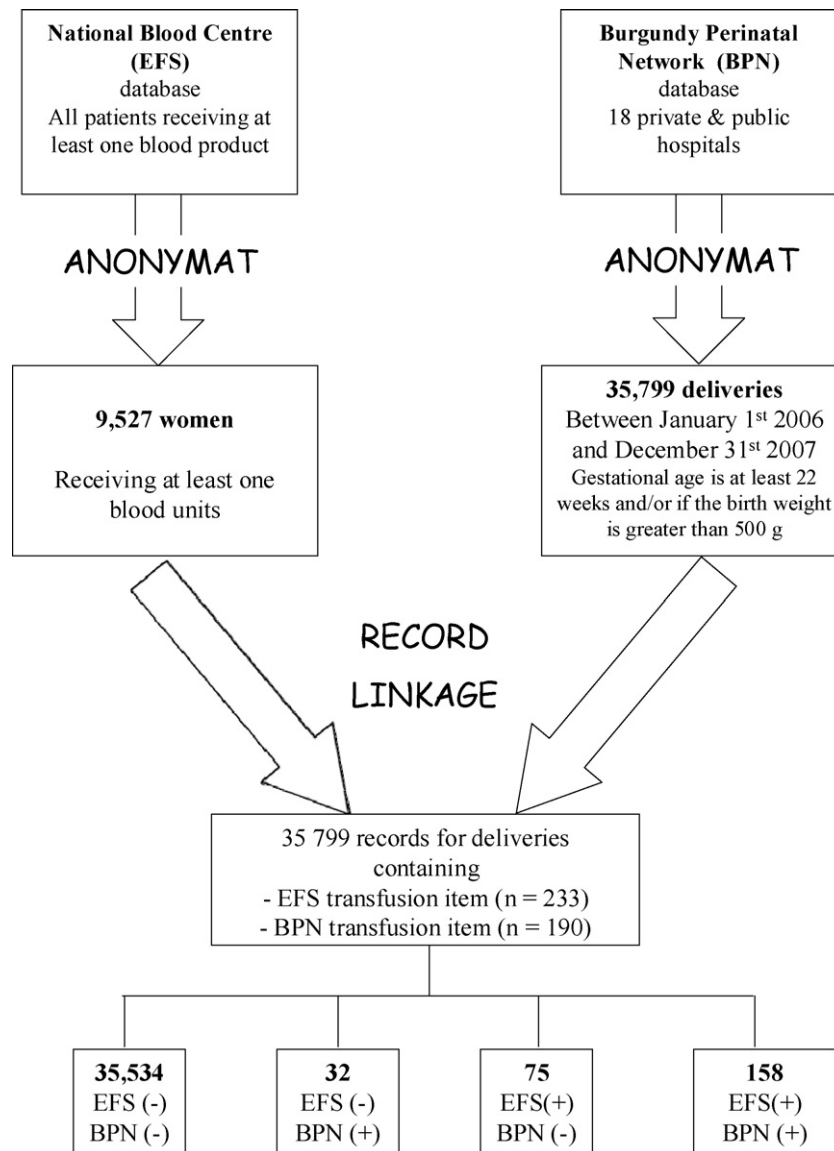 National Blood Centre
(EFS)
database
All patients receiving at
least one blood product
Burgundy Perinatal
Network (BPN)
database
18 private & public
hospitals
ANONYMAT
ANONYMAT
9,527 women
Receiving at least one
blood units
35,799 deliveries
Between January 1st 2006
and December 31st 2007
Gestational age is at least 22
weeks and/or if the birth weight
is greater than 500 g
RECORD
LINKAGE
35 799 records for deliveries
containing
- EFS transfusion item (n = 233)
- BPN transfusion item (n = 190)
35,534
EFS (-)
BPN (-)
32
EFS (-)
BPN (+)
75
EFS(+)
BPN (-)
158
EFS(+)
BPN (+)